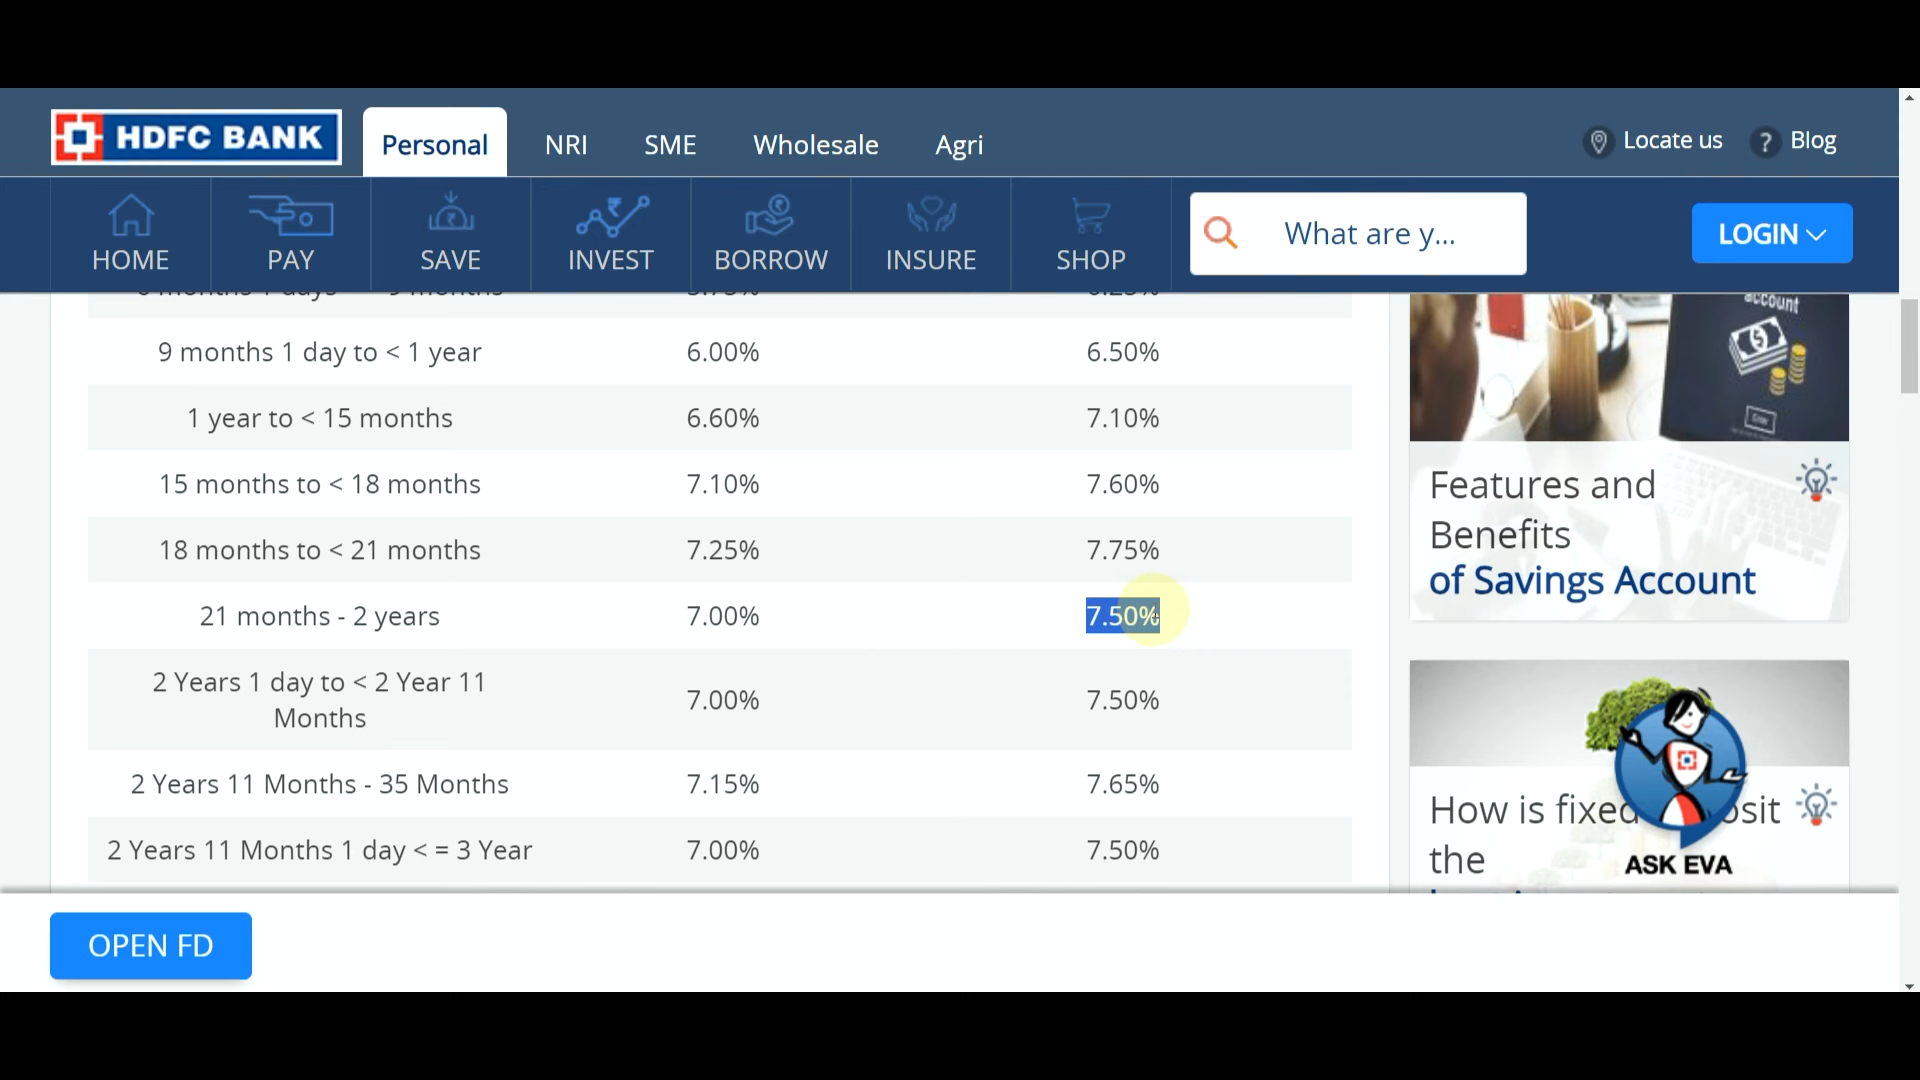 HDFC BANK
Personal
NRI
SME
Wholesale
Agri
Locate us
? Blog
HOME
PAY
SAVE
INVEST
BORROW
INSURE
SHOP
What are y...
LOGIN
9 months 1 day to < 1 year 6.00% 6.50%
1 year to < 15 months 6.60% 7.10%
15 months to < 18 months 7.10% 7.60%
18 months to < 21 months 7.25% 7.75%
21 months - 2 years 7.00% 7.50%
2 Years 1 day to < 2 Year 11
Months 7.00% 7.50%
2 Years 11 Months - 35 Months 7.15% 7.65%
2 Years 11 Months 1 day < = 3 Year 7.00% 7.50%
account
Features and
Benefits
of Savings Account
How is fixed
the
ASK EVA
OPEN FD